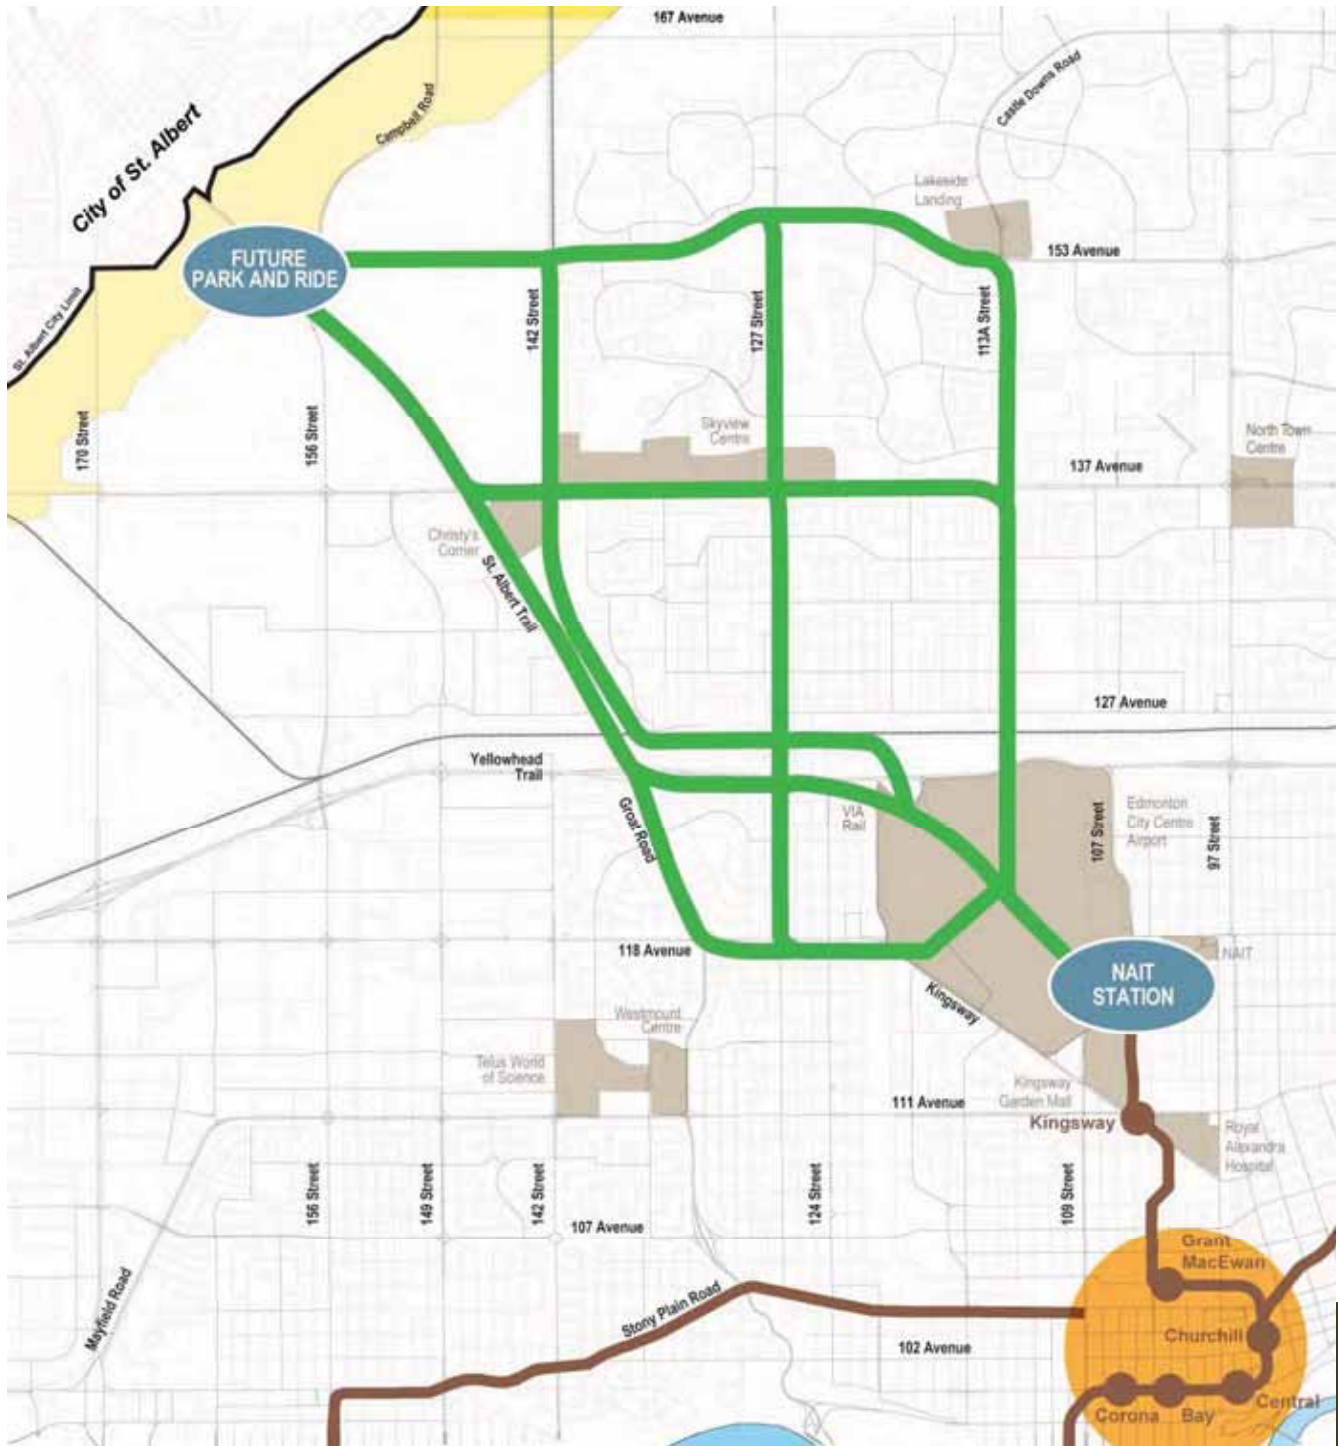 167 Avenue
Castle Downs Road
Campbell Road
City of St. Albert
Lakeside
Landing
153 Avenue
FUTURE
PARK AND RIDE
St. Albert City Limit
142 Street
127 Street
113A Street
170 Street
156 Street
Skyview
Centre
North Town
Centre
137 Avenue
Christy's
Corner
St. Albert Trail
127 Avenue
Yellowhead
Trail
Groat Road
VIA
Rail
107 Street
Edmonton
City Centre
Airport
97 Street
118 Avenue
NAIT
NAIT
STATION
Kingsway
Westmount
Centre
Telus World
of Science
Kingsway
Garden Mall
111 Avenue
Kingsway
Royal
Alexandra
Hospital
156 Street
149 Street
142 Street
124 Street
109 Street
107 Avenue
Grant
MacEwan
Mayfield Road
Stony Plain Road
Churchill
102 Avenue
Corona
Bay
Central